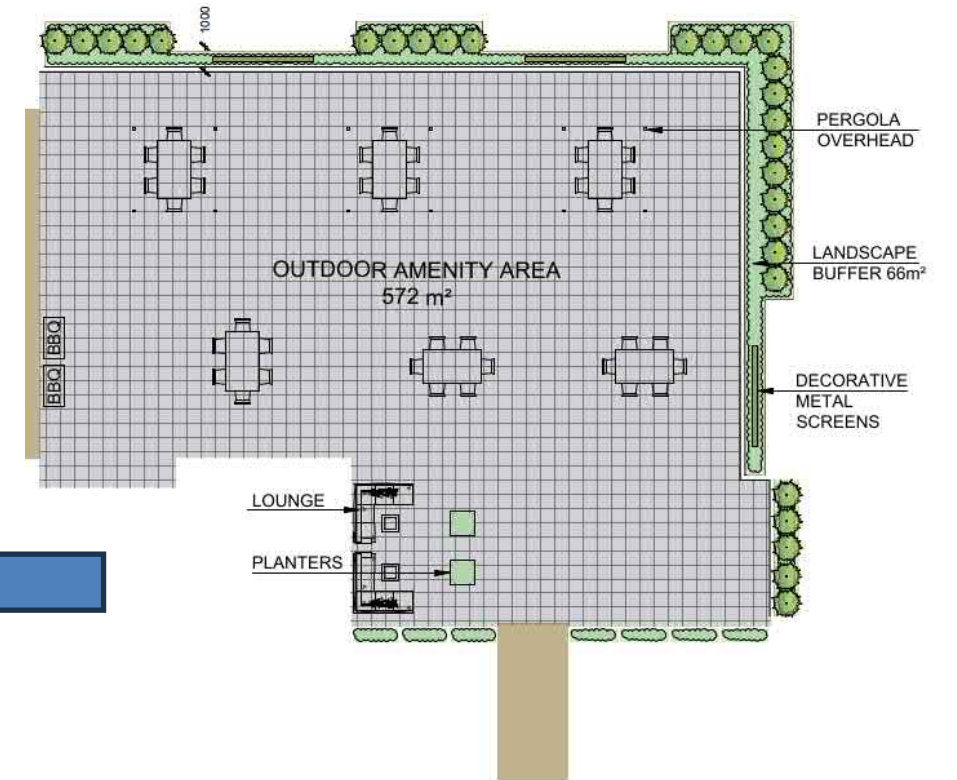 1000
PERGOLA
OVERHEAD
OUTDOOR AMENITY AREA
572 m²
LANDSCAPE
BUFFER 66m²
BBQ
BBQ
DECORATIVE
METAL
SCREENS
LOUNGE
PLANTERS